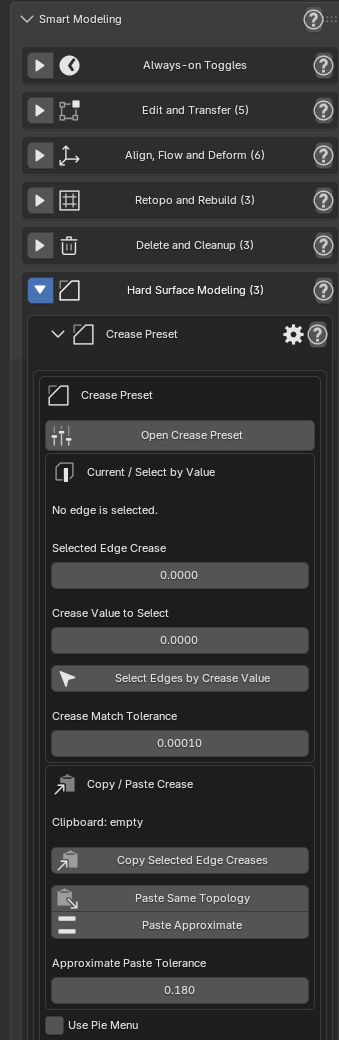 Smart Modeling
Always-on Toggles
Edit and Transfer (5)
Align, Flow and Deform (6)
Retopo and Rebuild (3)
Delete and Cleanup (3)
Hard Surface Modeling (3)
Crease Preset
Crease Preset
Open Crease Preset
Current / Select by Value
No edge is selected.
Selected Edge Crease
0.0000
Crease Value to Select
0.0000
Select Edges by Crease Value
Crease Match Tolerance
0.00010
Copy / Paste Crease
Clipboard: empty
Copy Selected Edge Creases
Paste Same Topology
Paste Approximate
Approximate Paste Tolerance
0.180
Use Pie Menu